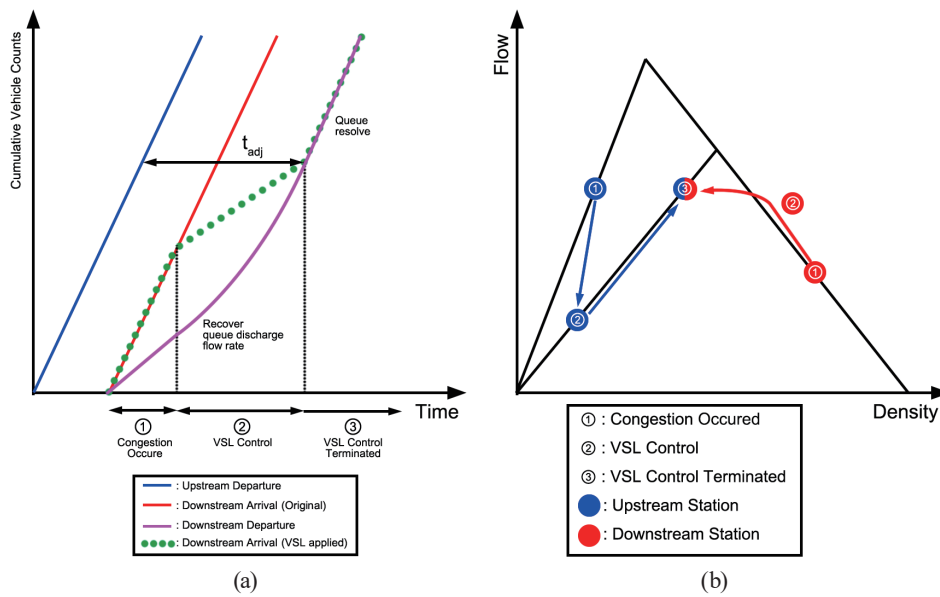 Cumulative Vehicle Counts
t_adj
Queue
resolve
Recover
queue discharge
flow rate
Time
①
Congestion
Occure
②
VSL Control
③
VSL Control
Terminated
: Upstream Departure
: Downstream Arrival (Original)
: Downstream Departure
: Downstream Arrival (VSL applied)
(a)
Flow
①
③
②
②
①
Density
① : Congestion Occured
② : VSL Control
③ : VSL Control Terminated
: Upstream Station
: Downstream Station
(b)